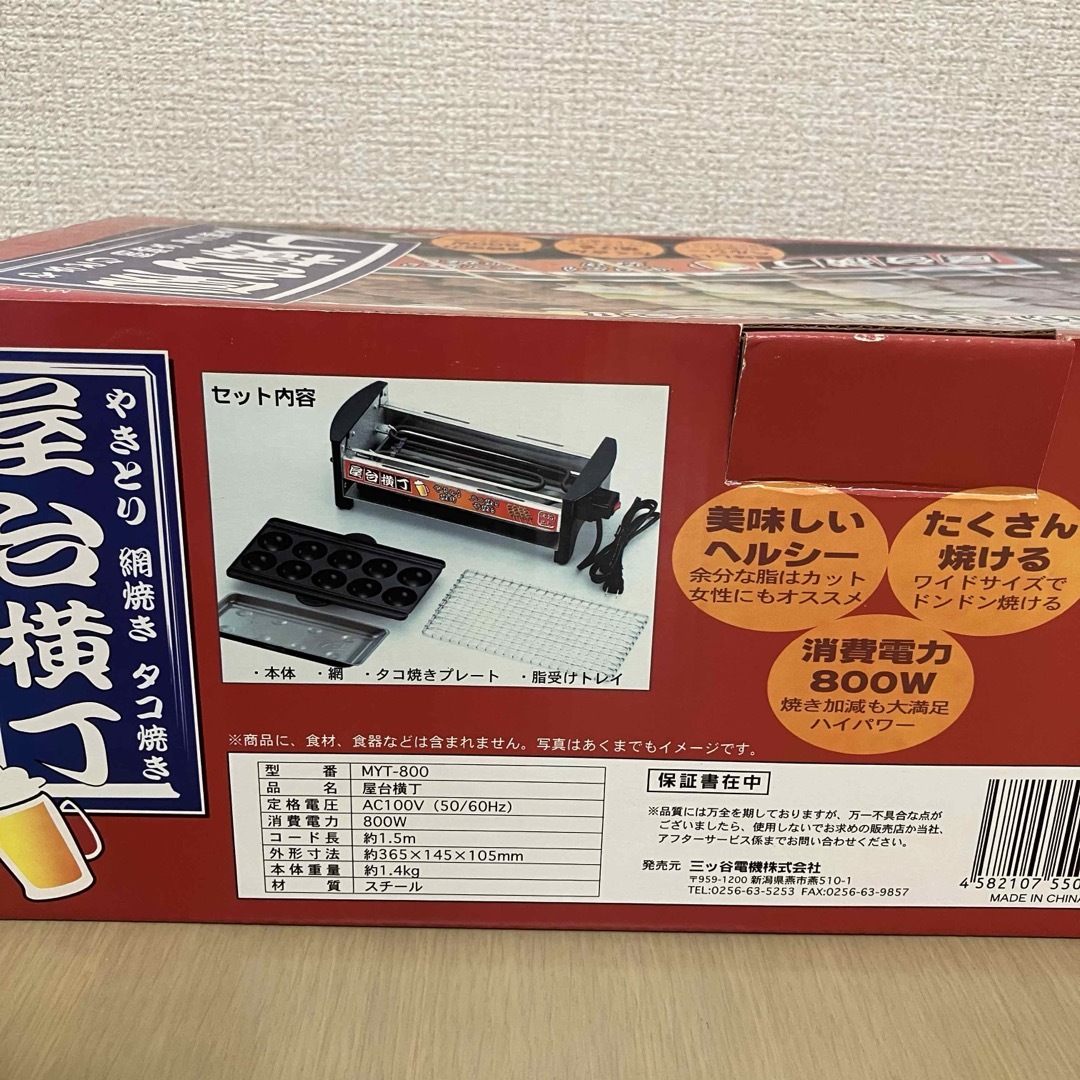 屋台横丁
やきとり 網焼き タコ焼き
セット内容
屋台横丁
・本体 ・網 ・タコ焼きプレート ・脂受けトレイ
美味しい
ヘルシー
余分な脂はカット
女性にもオススメ
たくさん
焼ける
ワイドサイズで
ドンドン焼ける
消費電力
800W
焼き加減も大満足
ハイパワー
※商品に、食材、食器などは含まれません。写真はあくまでもイメージです。
型番 MYT-800
品名 屋台横丁
定格電圧 AC100V (50/60Hz)
消費電力 800W
コード長 約1.5m
外形寸法 約365×145×105mm
本体重量 約1.4kg
材質 スチール
保証書在中
※品質には万全を期しておりますが、万一不具合な点が
ございましたら、使用しないでお求めの販売店か当社、
アフターサービス係までお問い合わせください。
発売元 三ッ谷電機株式会社
〒959-1200 新潟県燕市燕510-1
TEL:0256-63-5253 FAX:0256-63-9857
4 582107 550
MADE IN CHINA